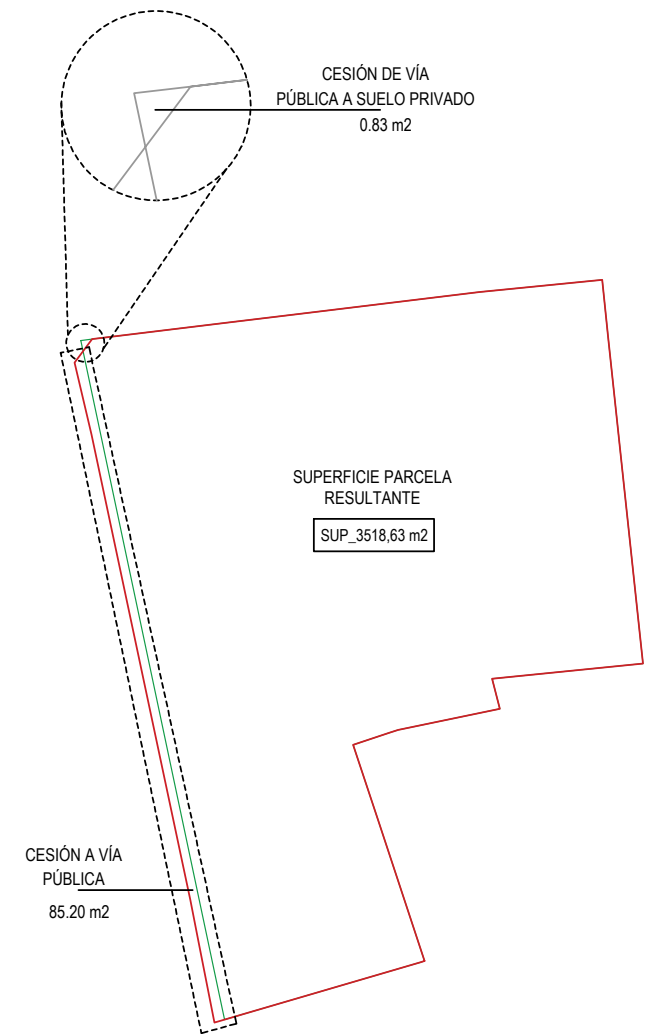 CESIÓN DE VÍA
PÚBLICA A SUELO PRIVADO
0.83 m2
SUPERFICIE PARCELA
RESULTANTE
SUP_3518,63 m2
CESIÓN A VÍA
PÚBLICA
85.20 m2